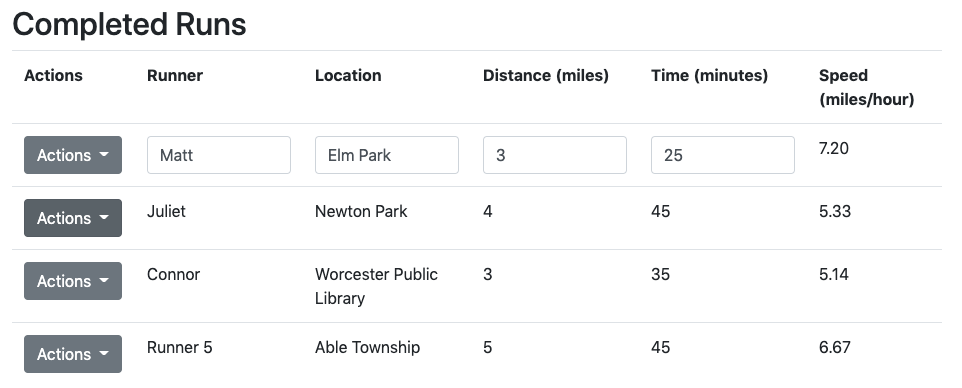 Completed Runs
Actions Runner Location Distance (miles) Time (minutes) Speed
(miles/hour)
Actions Matt Elm Park 3 25 7.20
Actions Juliet Newton Park 4 45 5.33
Actions Connor Worcester Public 3 35 5.14
Library
Actions Runner 5 Able Township 5 45 6.67